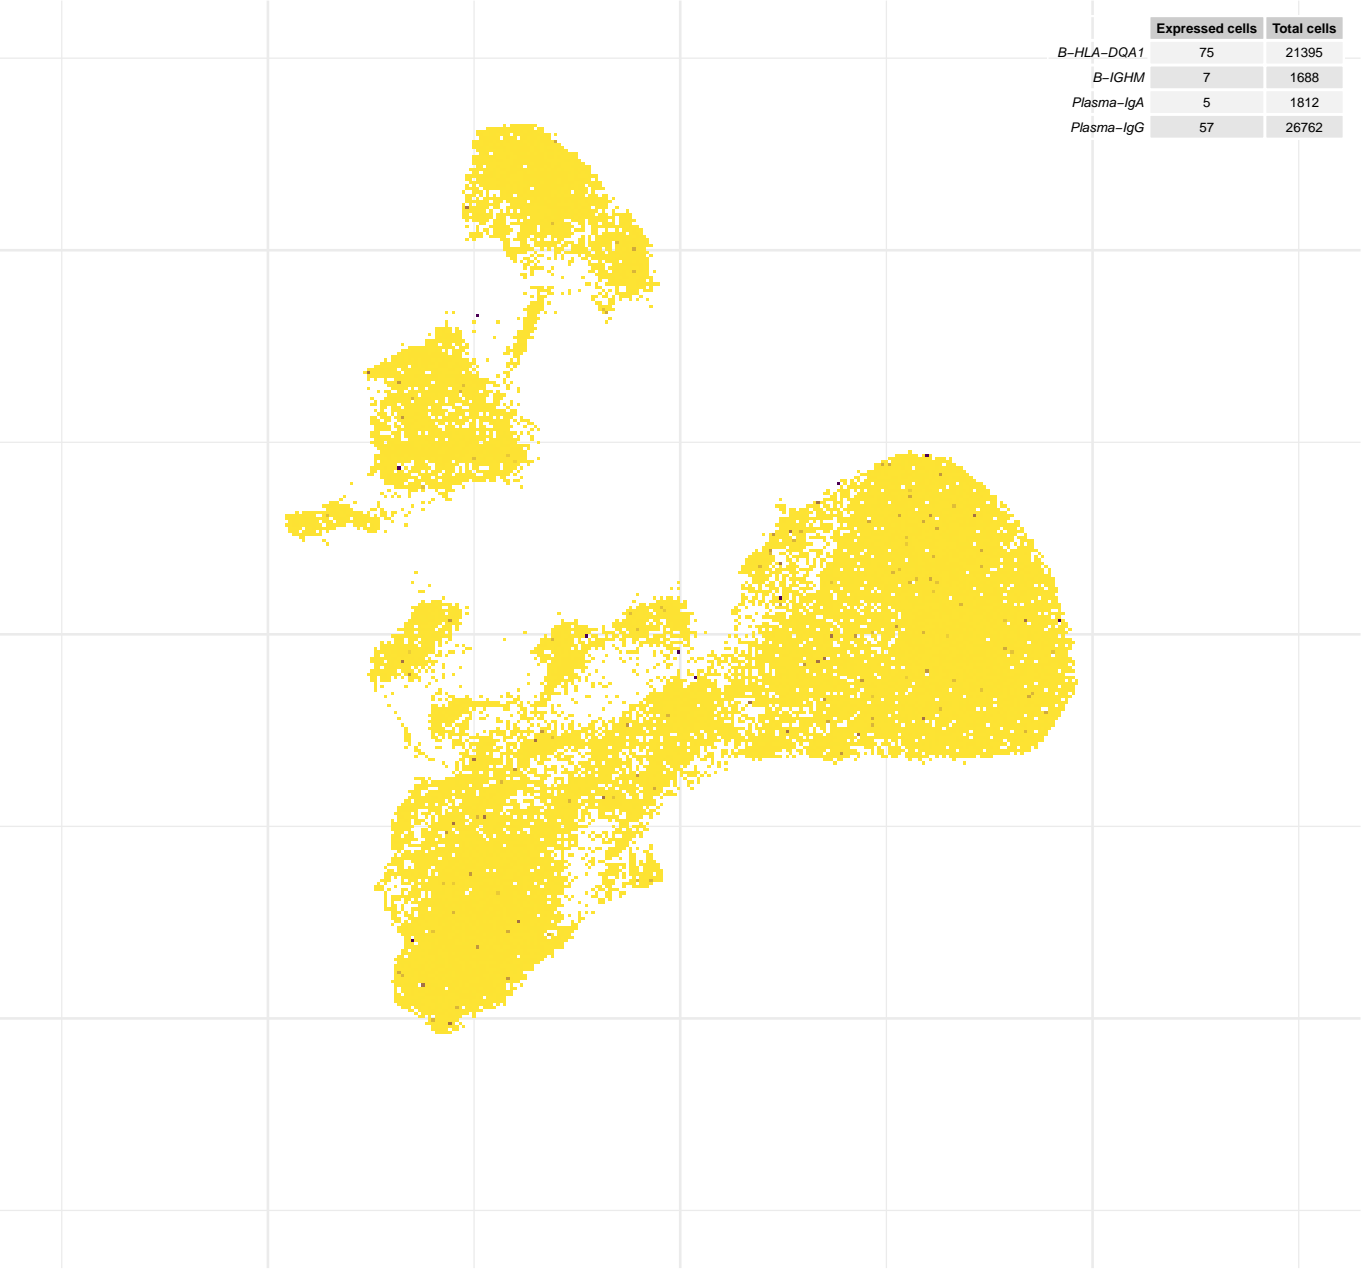 Expressed cells Total cells
B−HLA−DQA1 75 21395
B−IGHM 7 1688
Plasma−IgA 5 1812
Plasma−IgG 57 26762